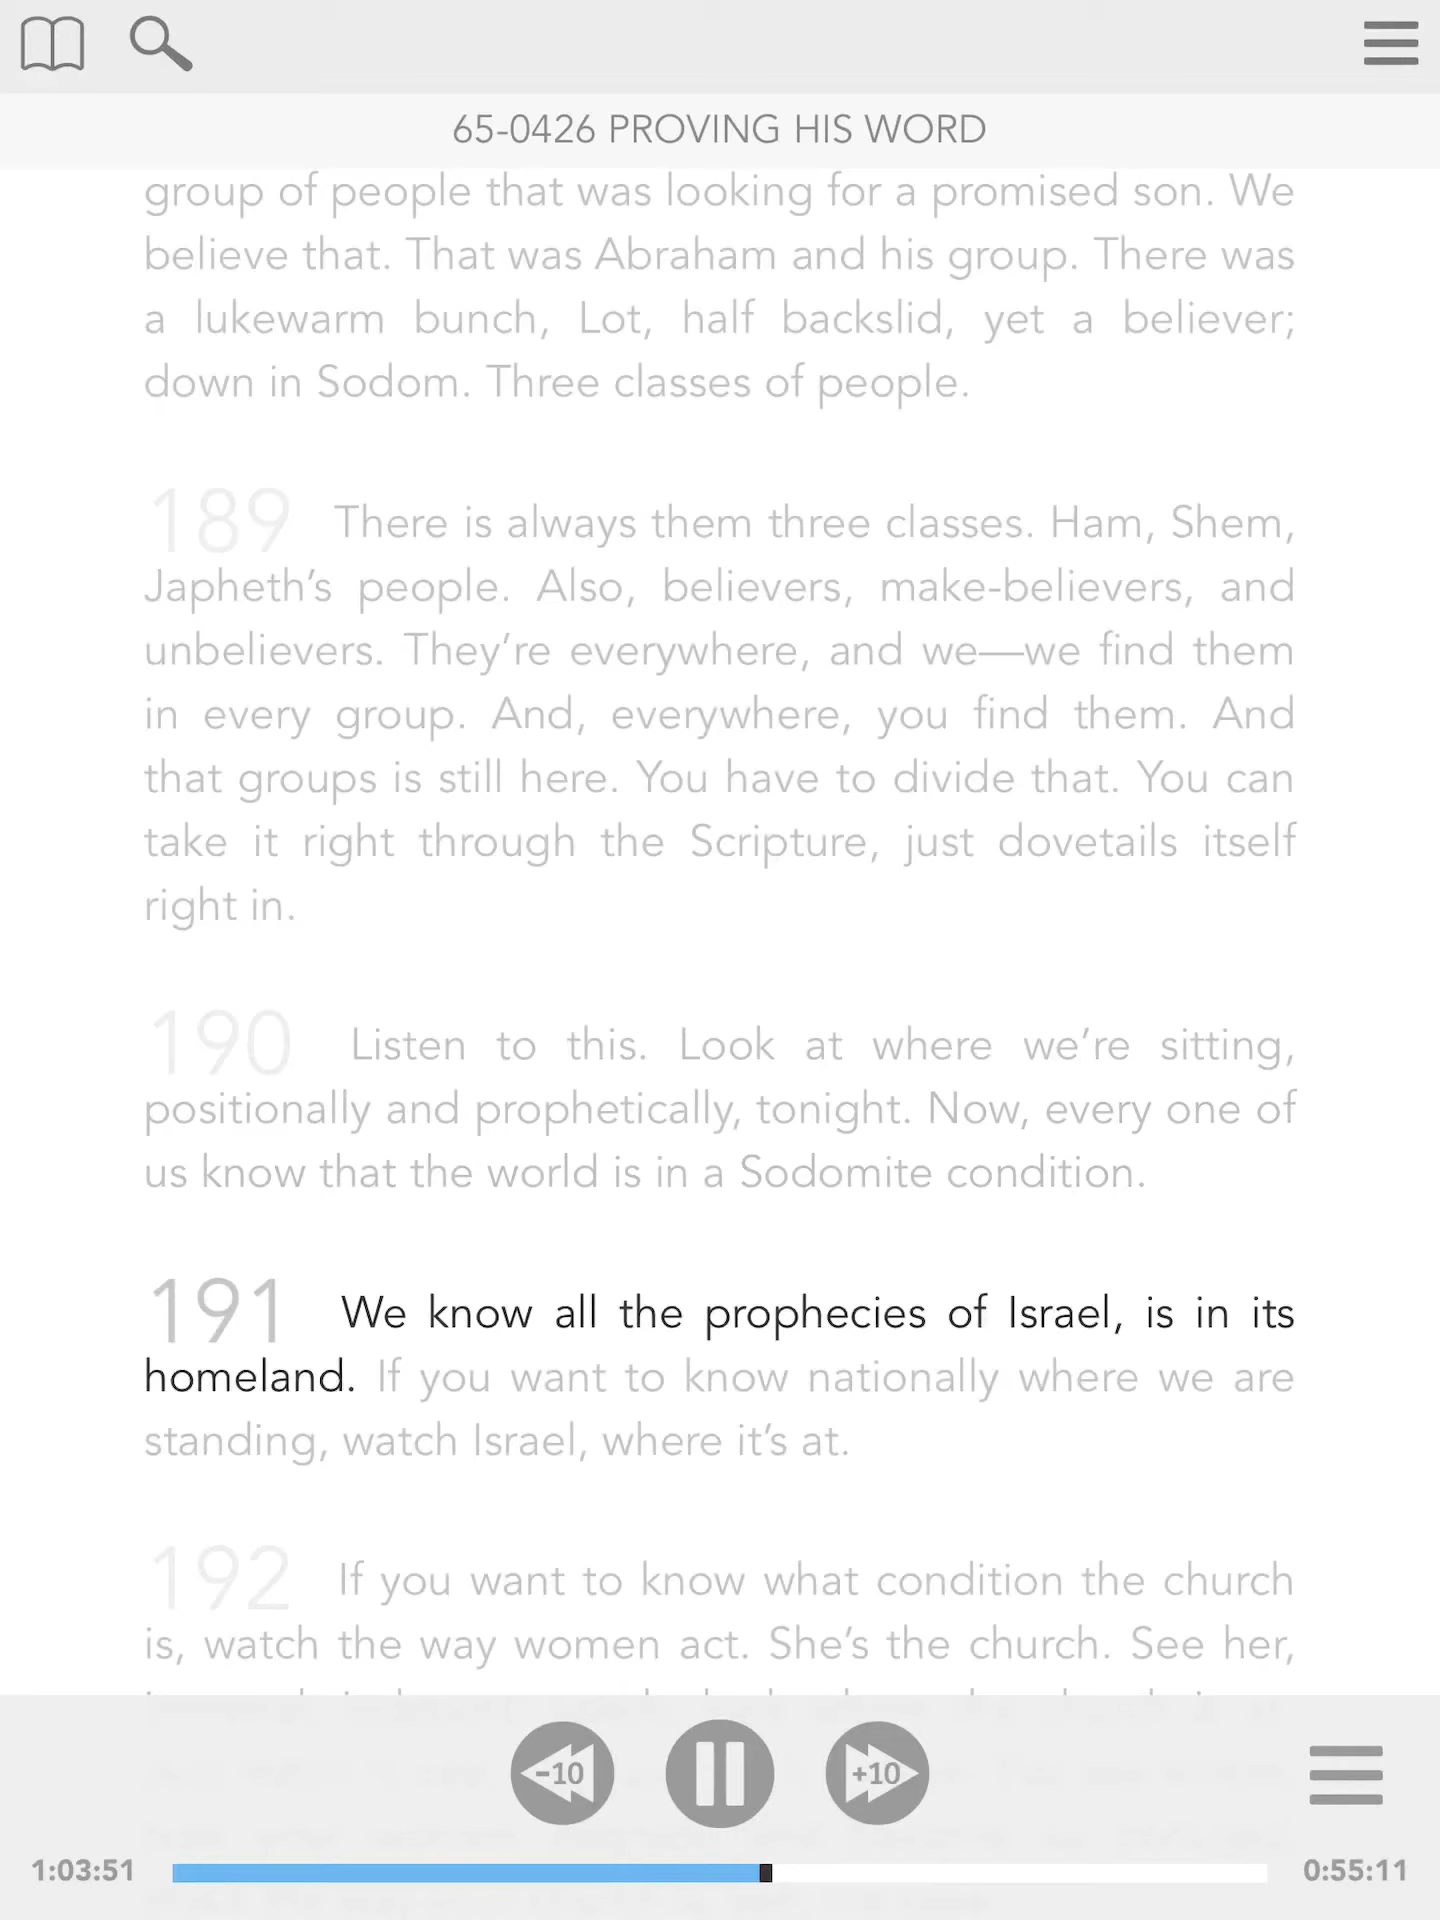 65-0426 PROVING HIS WORD
group of people that was looking for a promised son. We
believe that. That was Abraham and his group. There was
a lukewarm bunch, Lot, half backslid, yet a believer;
down in Sodom. Three classes of people.
189 There is always them three classes. Ham, Shem,
Japheth’s people. Also, believers, make-believers, and
unbelievers. They’re everywhere, and we—we find them
in every group. And, everywhere, you find them. And
that groups is still here. You have to divide that. You can
take it right through the Scripture, just dovetails itself
right in.
190 Listen to this. Look at where we’re sitting,
positionally and prophetically, tonight. Now, every one of
us know that the world is in a Sodomite condition.
191 We know all the prophecies of Israel, is in its
homeland. If you want to know nationally where we are
standing, watch Israel, where it’s at.
192 If you want to know what condition the church
is, watch the way women act. She’s the church. See her,
-10 +10
1:03:51 0:55:11